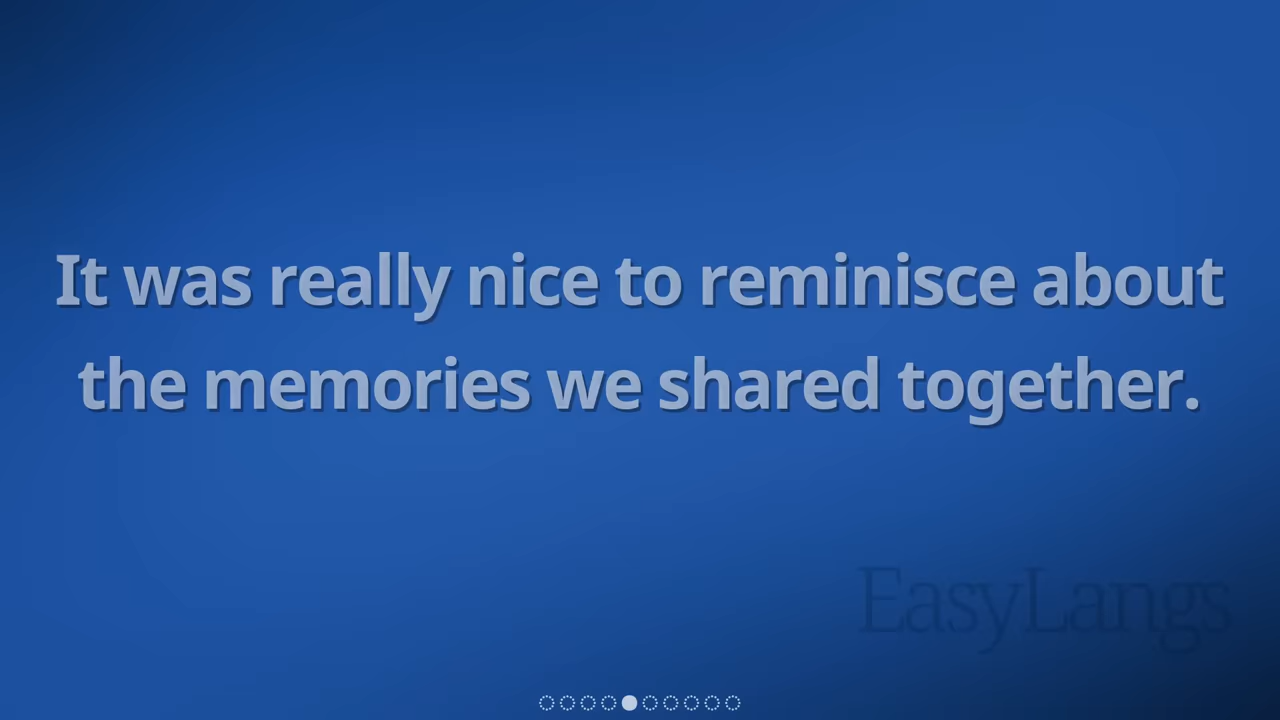 It was really nice to reminisce about
the memories we shared together.
EasyLangs